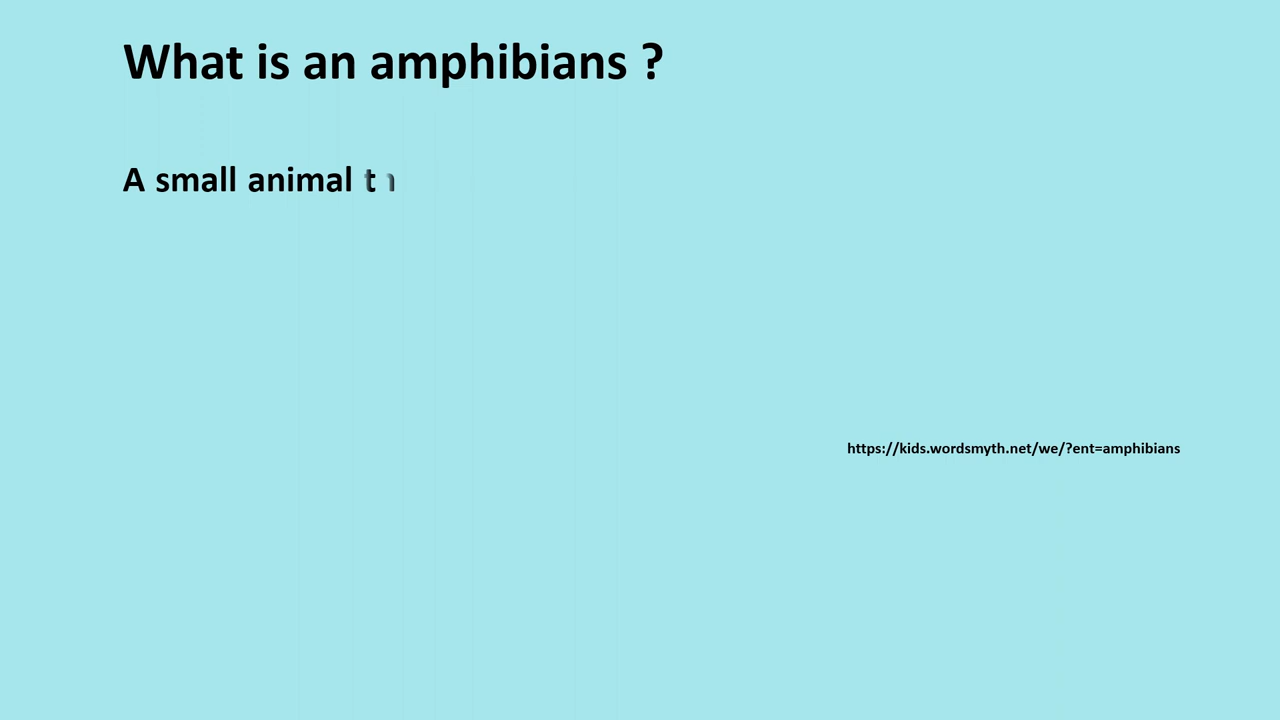 What is an amphibians ?
A small animal
https://kids.wordsmyth.net/we/?ent=amphibians